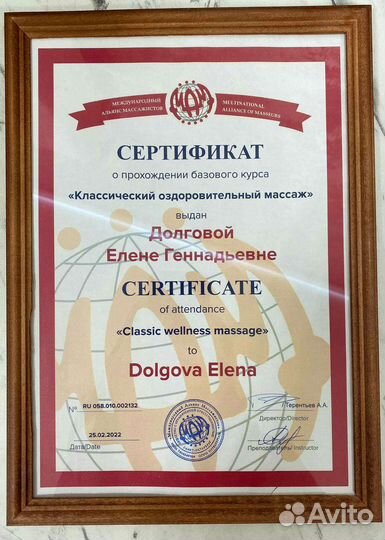 МЕЖДУНАРОДНЫЙ
АЛЬЯНС МАССАЖИСТОВ
MULTINATIONAL
ALLIANCE OF MASSEURS
СЕРТИФИКАТ
о прохождении базового курса
«Классический оздоровительный массаж»
выдан
Долговой
Елене Геннадьевне
CERTIFICATE
of attendance
«Classic wellness massage»
to
Dolgova Elena
№ RU 058.010.002132
/ Терентьев А.А.
Директор/Director
25.02.2022
Дата/Date
Преподаватель/ Instructor
Avito